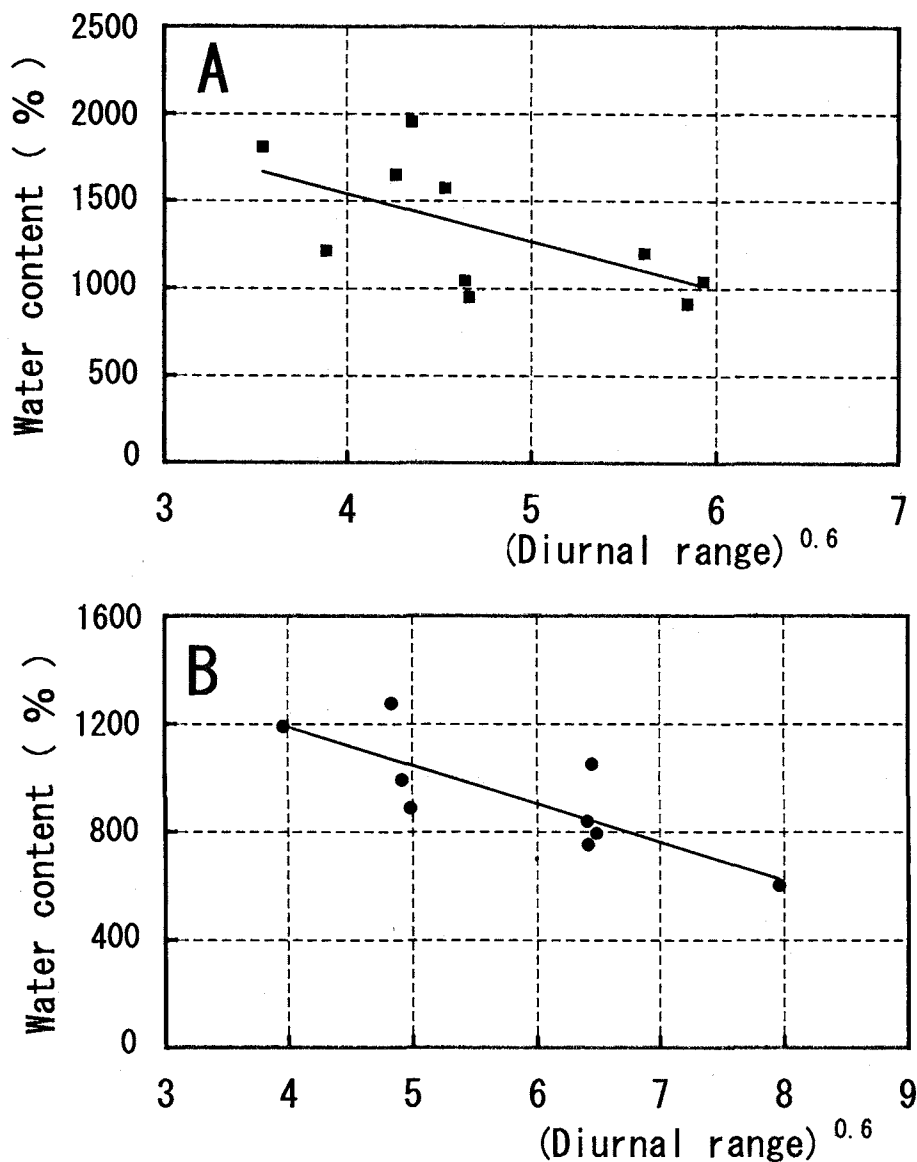 A
Water content ( % )
2500
2000
1500
1000
500
0
3 4 5 6 7
(Diurnal range) 0.6
B
Water content ( % )
1600
1200
800
400
0
3 4 5 6 7 8 9
(Diurnal range) 0.6